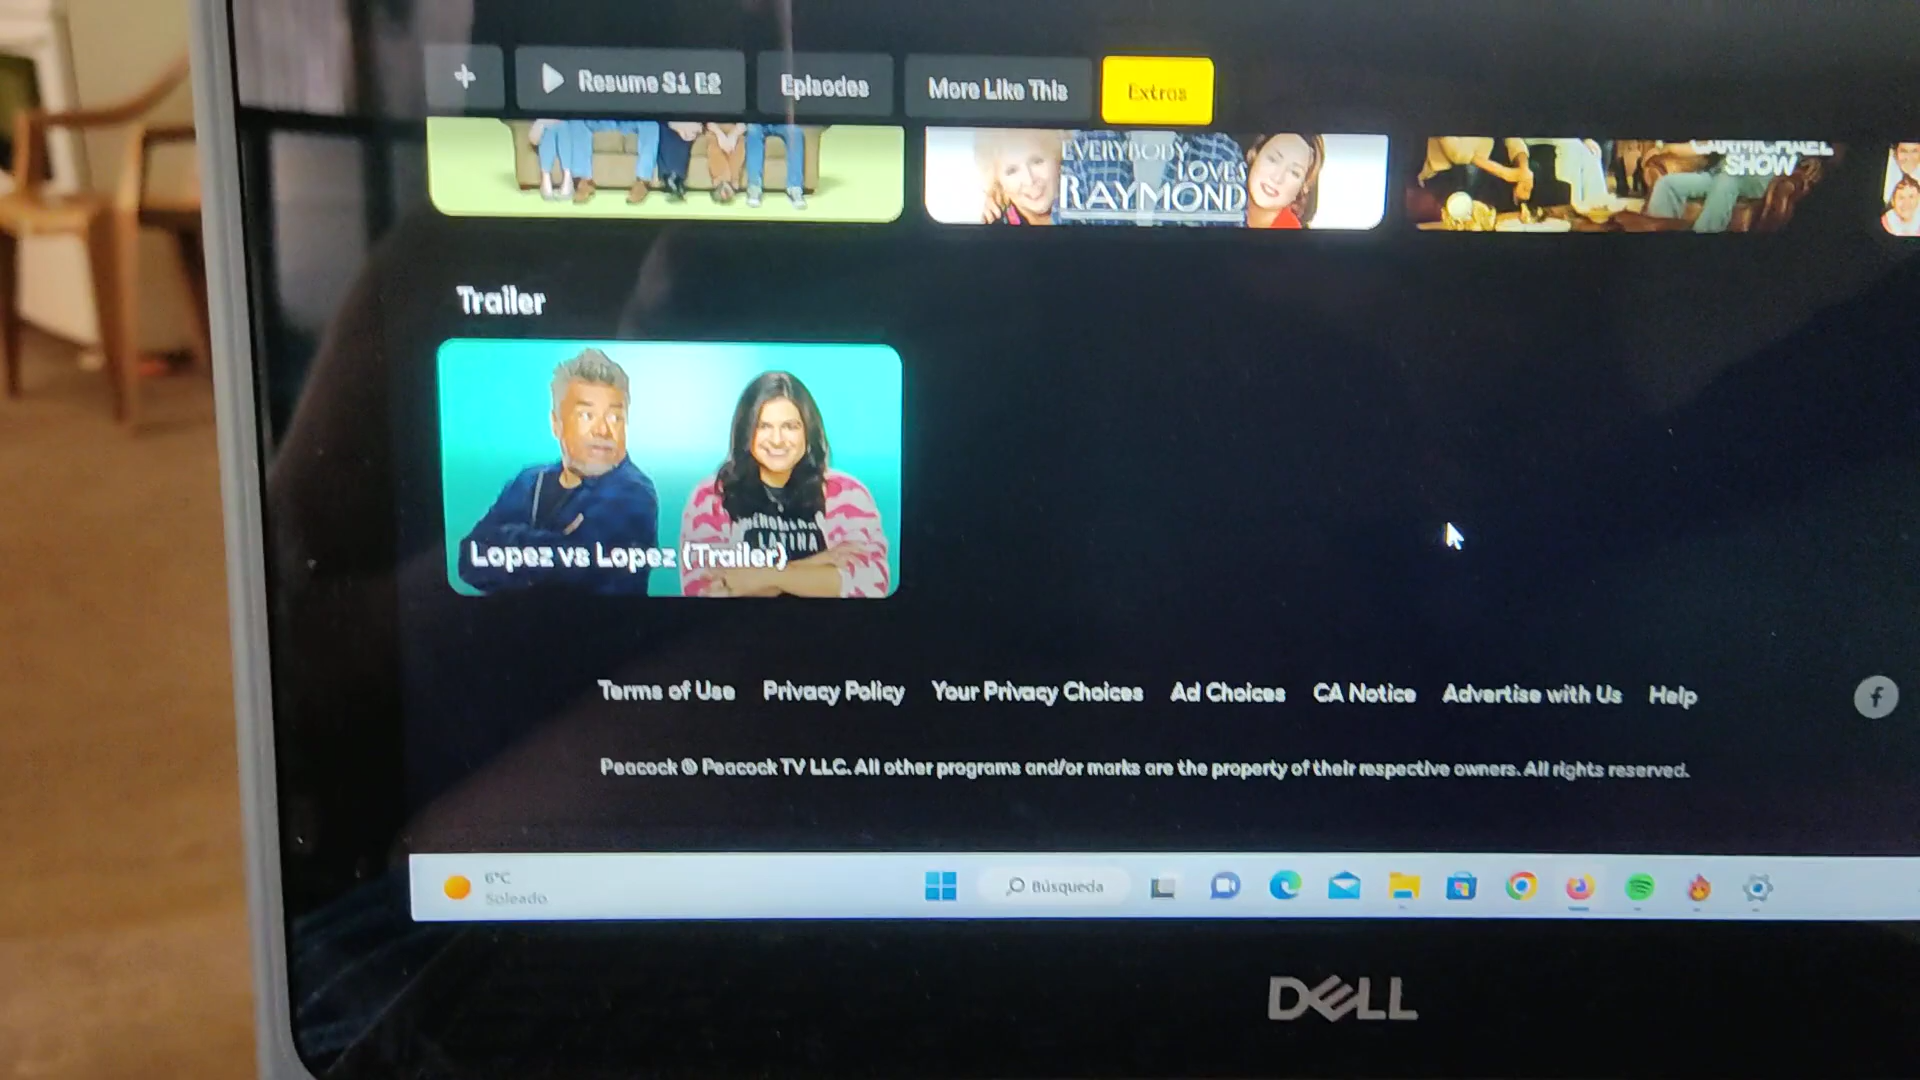 + Resume S1 E2 Episodes More Like This Extras
EVERYBODY
LOVES
RAYMOND
CARMICHAEL
SHOW
Trailer
LATINA
Lopez vs Lopez (Trailer)
Terms of Use Privacy Policy Your Privacy Choices Ad Choices CA Notice Advertise with Us Help
f
Peacock © Peacock TV LLC. All other programs and/or marks are the property of their respective owners. All rights reserved.
6°C
Soleado
Búsqueda
DELL